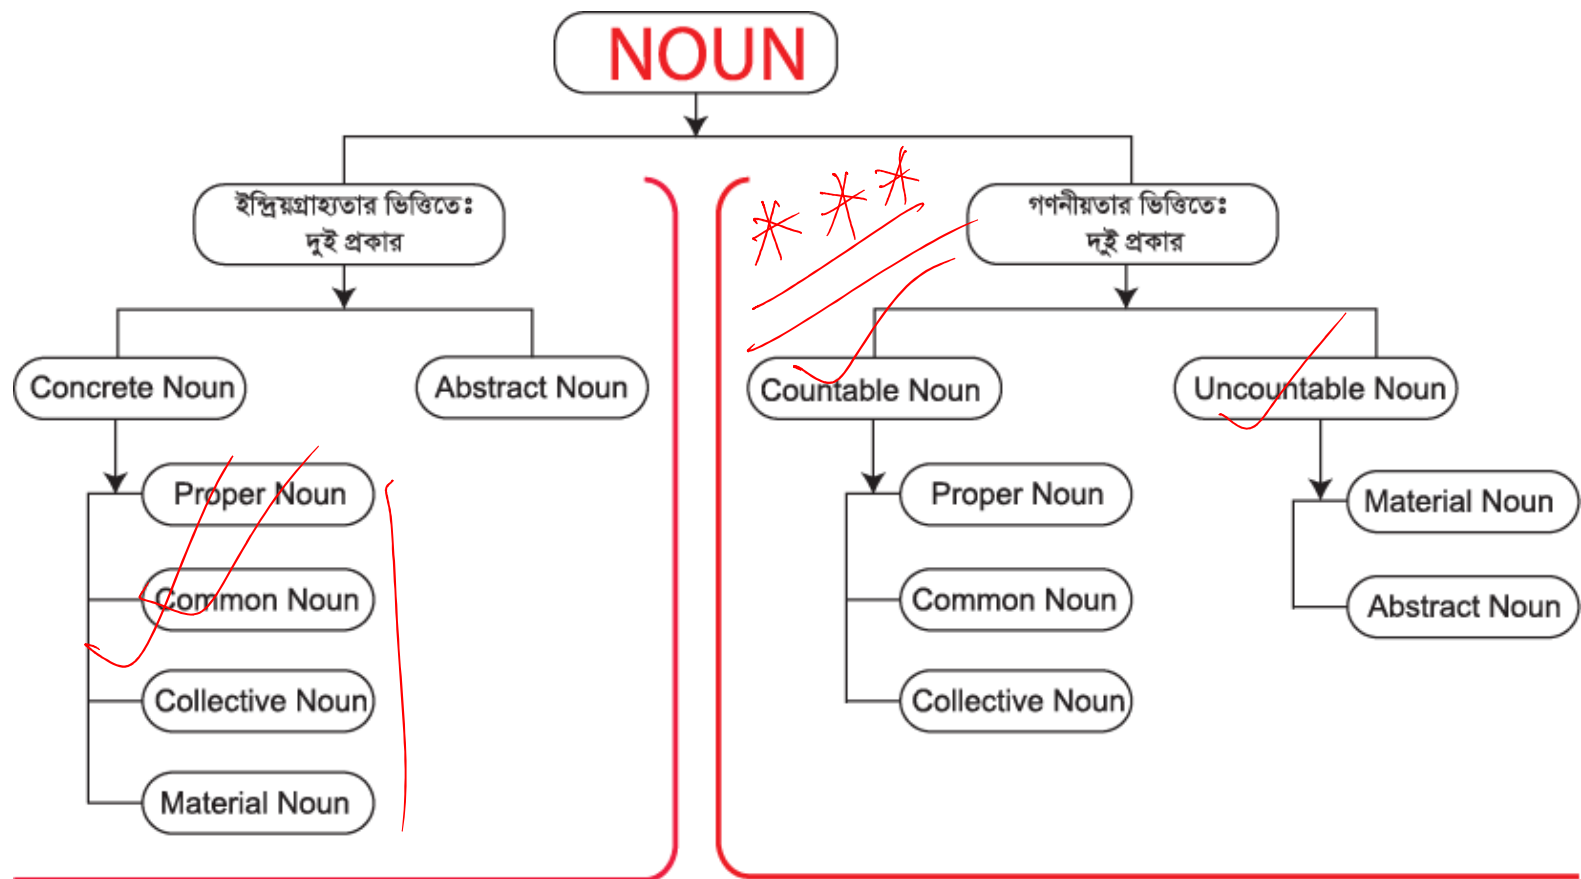 NOUN
ইন্দ্রিয়গ্রাহ্যতার ভিত্তিতেঃ
দুই প্রকার
Concrete Noun
Abstract Noun
Proper Noun
Common Noun
Collective Noun
Material Noun
গণনীয়তার ভিত্তিতেঃ
দুই প্রকার
Countable Noun
Uncountable Noun
Proper Noun
Common Noun
Collective Noun
Material Noun
Abstract Noun